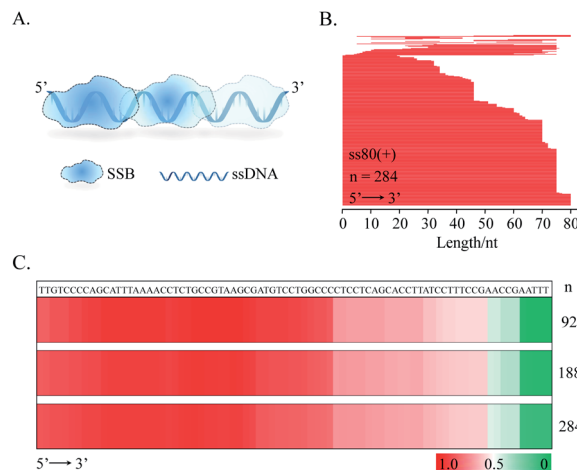 A.
5’
3’
SSB
ssDNA
B.
ss80(+)
n = 284
5’⟶3’
0 10 20 30 40 50 60 70 80
Length/nt
C.
TTGTCCCCAGCATTTAAAACCTCTGCCGTAAGCGATGTCCTGGCCCCTCCTCAGCACCTTATCCTTTCCGAACCGAATTT
n
92
188
284
5’⟶3’
1.0 0.5 0